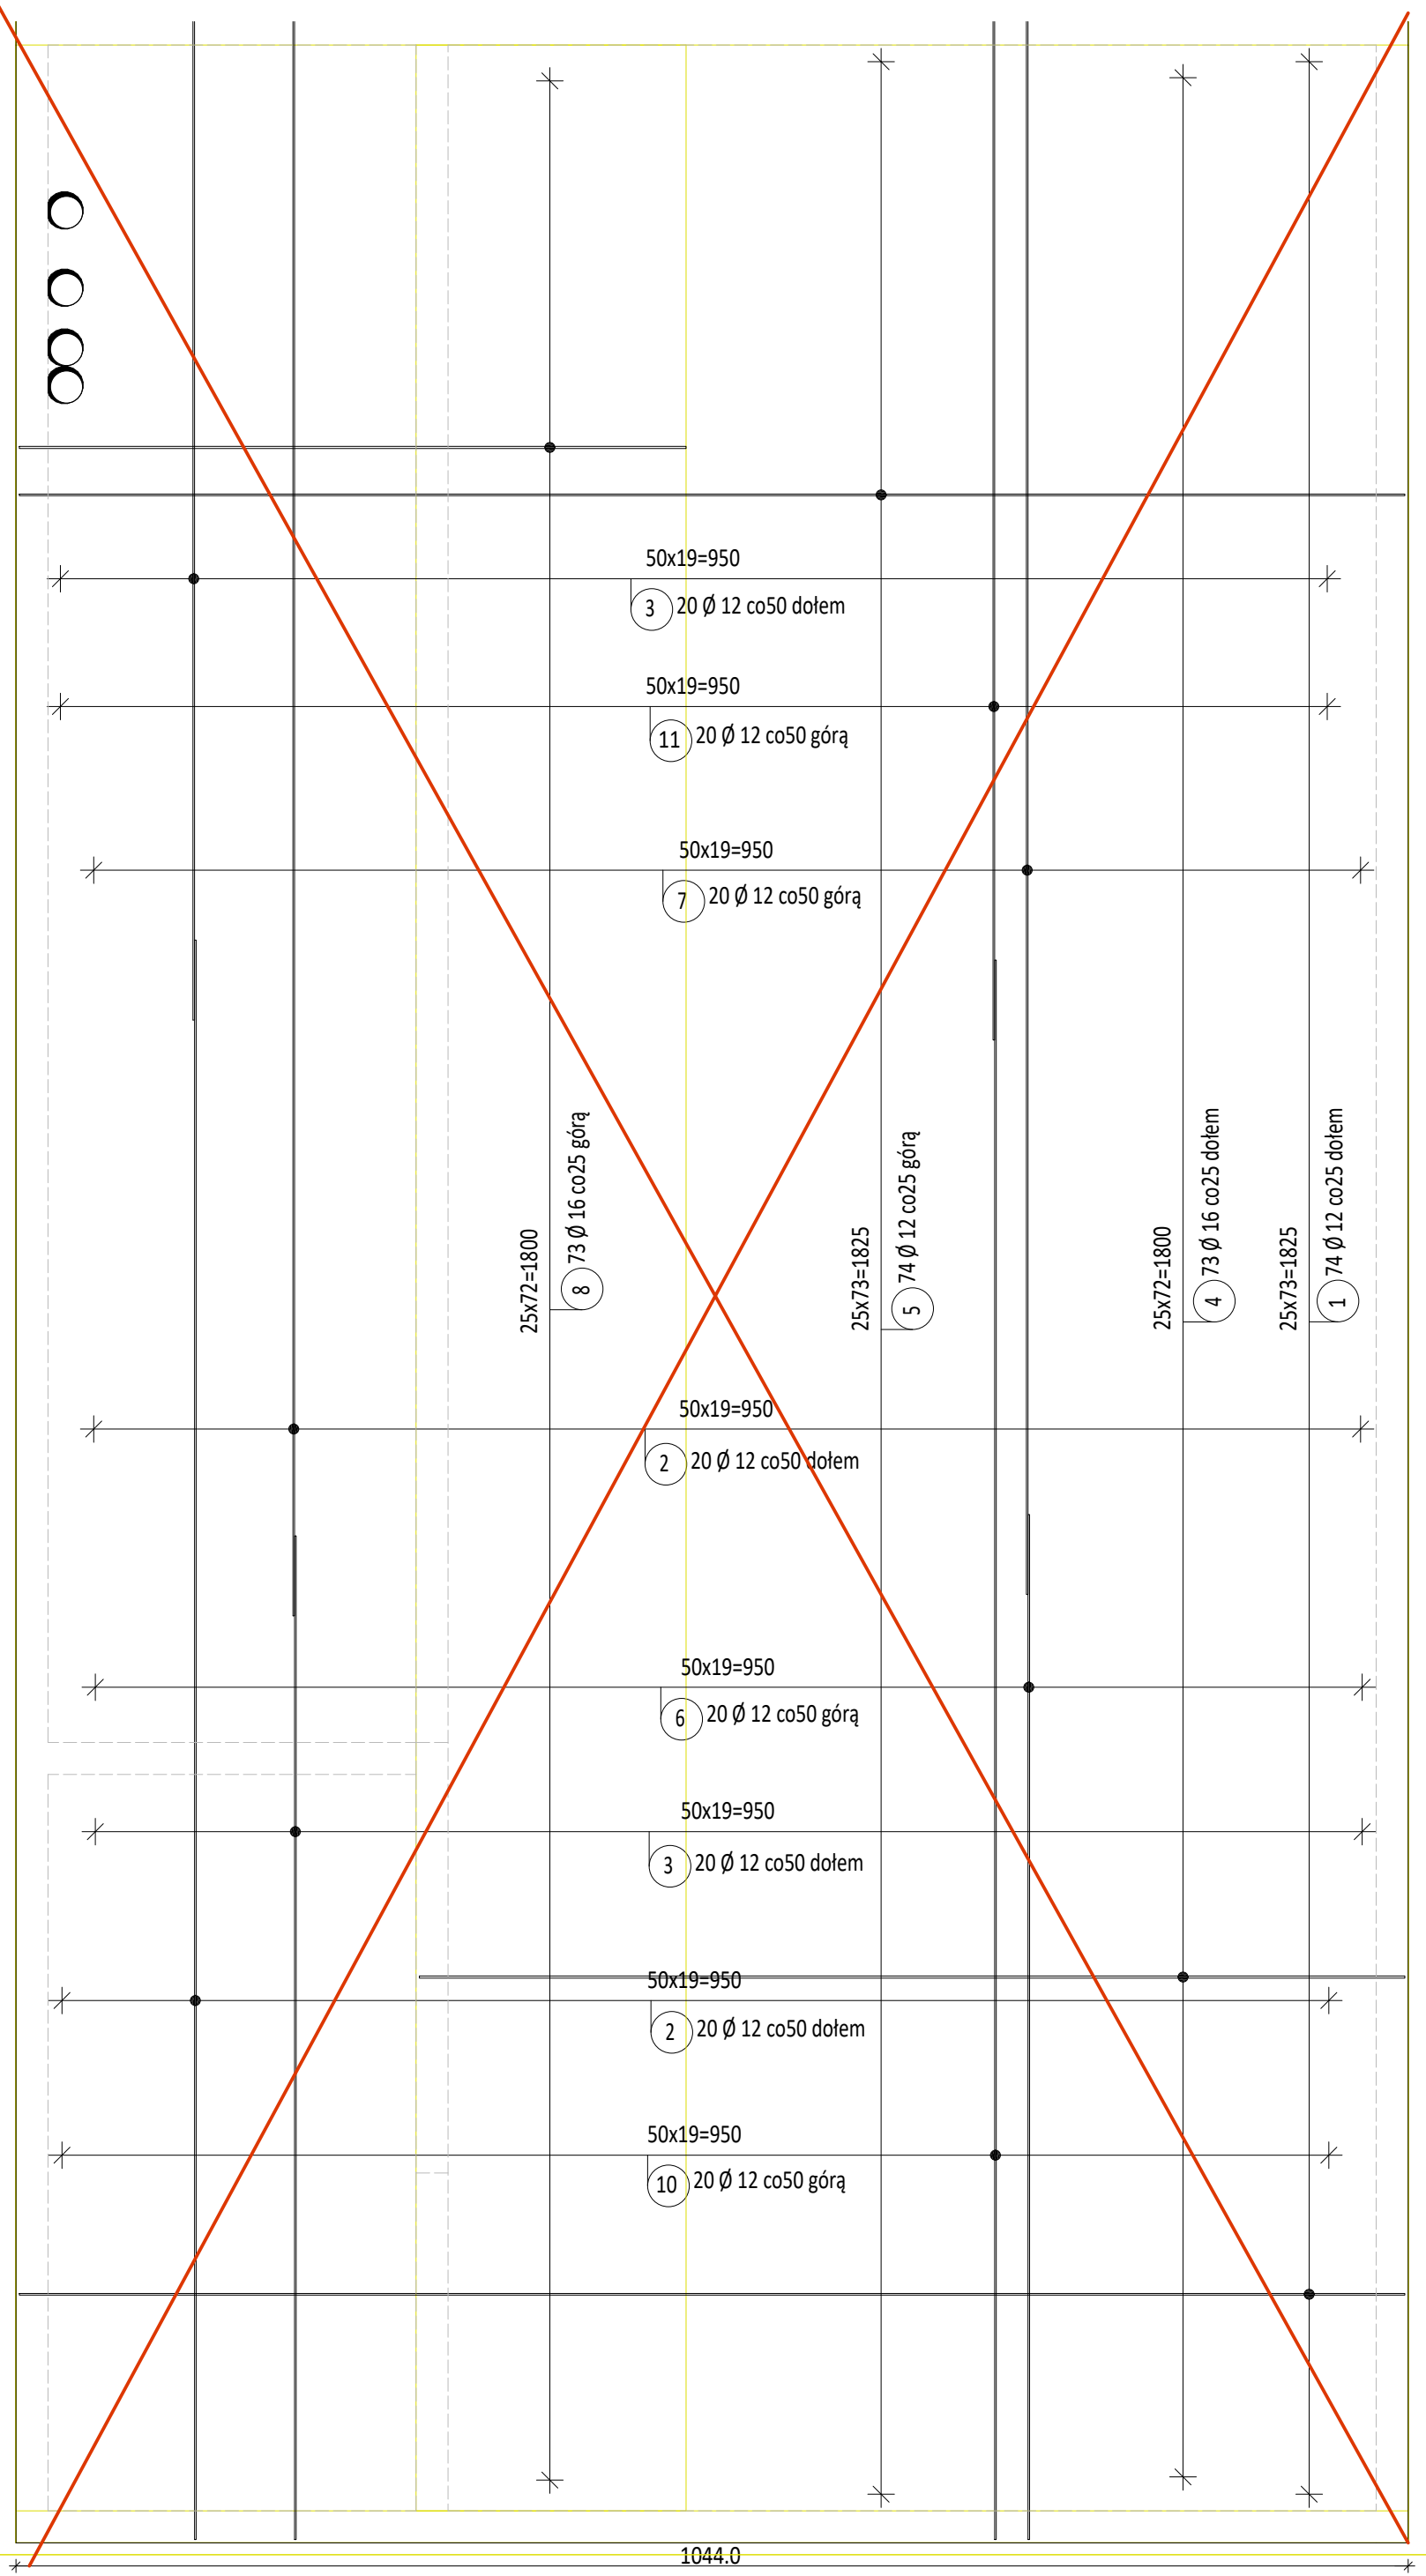 50x19=950
3 20 Ø 12 co50 dołem
50x19=950
11 20 Ø 12 co50 górą
50x19=950
7 20 Ø 12 co50 górą
25x72=1800
8 73 Ø 16 co25 górą
25x73=1825
5 74 Ø 12 co25 górą
25x72=1800
4 73 Ø 16 co25 dołem
25x73=1825
1 74 Ø 12 co25 dołem
50x19=950
2 20 Ø 12 co50 dołem
50x19=950
6 20 Ø 12 co50 górą
50x19=950
3 20 Ø 12 co50 dołem
50x19=950
2 20 Ø 12 co50 dołem
50x19=950
10 20 Ø 12 co50 górą
1044.0